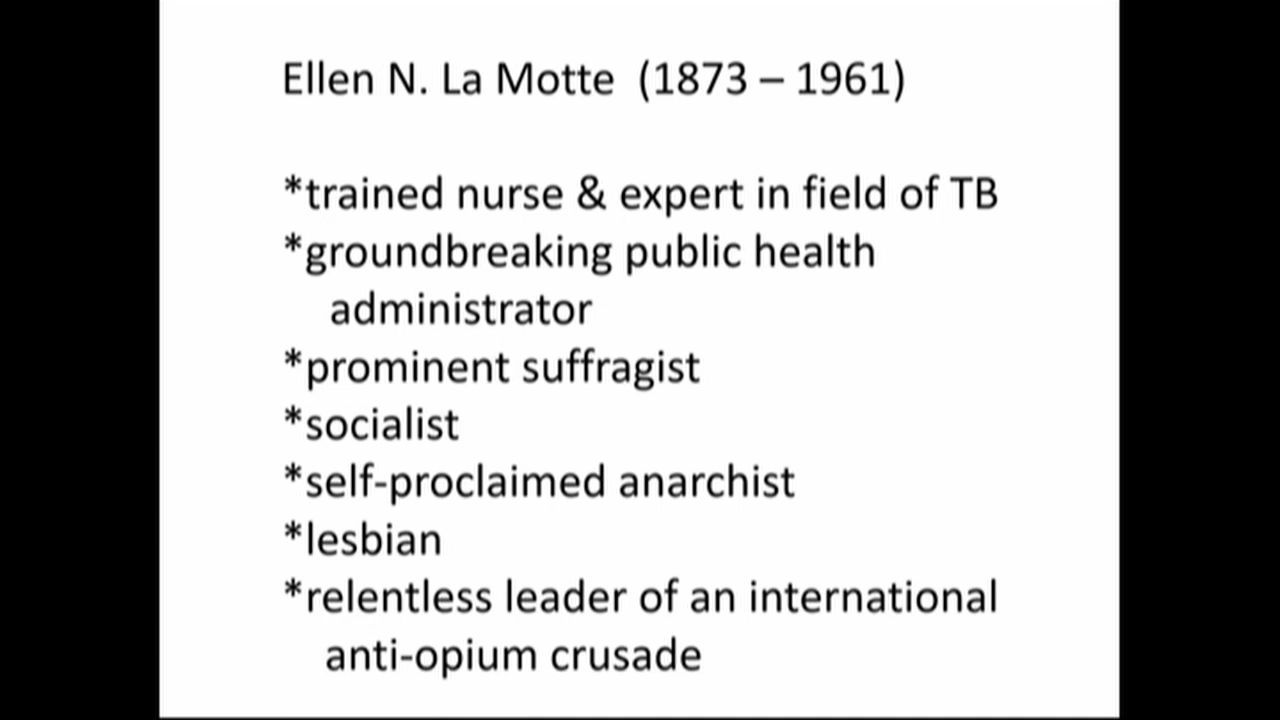 Ellen N. La Motte (1873 – 1961)
*trained nurse & expert in field of TB
*groundbreaking public health
administrator
*prominent suffragist
*socialist
*self-proclaimed anarchist
*lesbian
*relentless leader of an international
anti-opium crusade